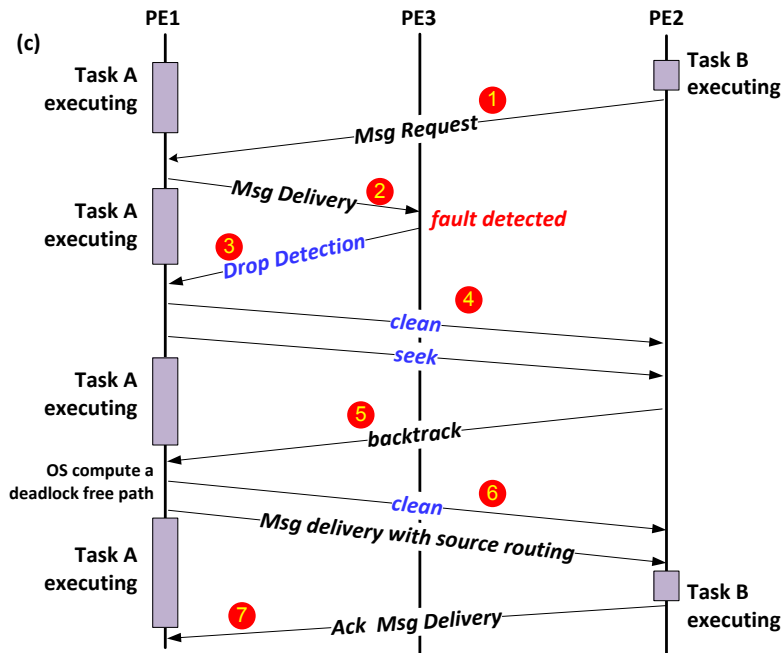 PE1
PE3
PE2
(c)
Task A
executing
Task B
executing
1
Msg Request
Msg Delivery
2
Task A
executing
fault detected
3
Drop Detection
4
clean
seek
Task A
executing
5
backtrack
OS compute a
deadlock free path
6
clean
Msg delivery with source routing
Task A
executing
Task B
executing
7
Ack Msg Delivery